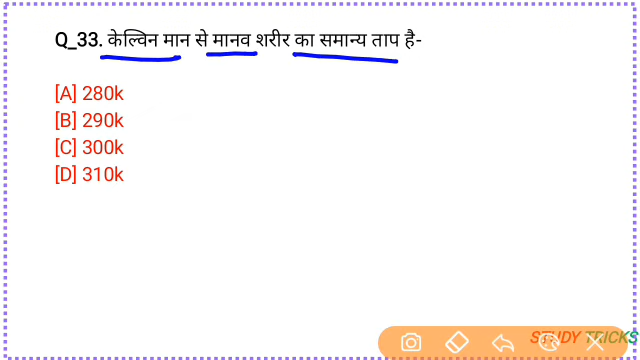 Q_33. केल्विन मान से मानव शरीर का समान्य ताप है-
[A] 280k
[B] 290k
[C] 300k
[D] 310k
STUDY TRICKS